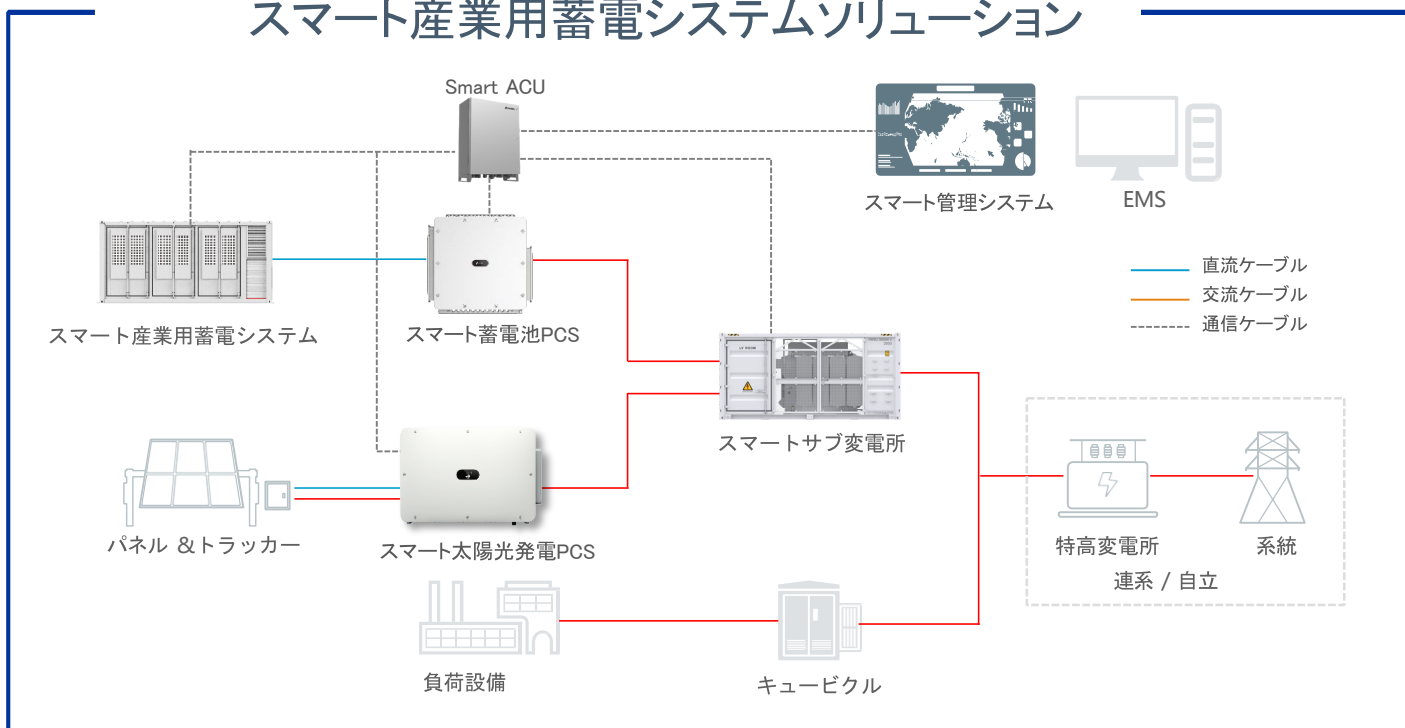 スマート産業用蓄電システムソリューション
Smart ACU
スマート管理システム
EMS
直流ケーブル
交流ケーブル
通信ケーブル
スマート産業用蓄電システム
スマート蓄電池PCS
スマートサブ変電所
パネル &トラッカー
スマート太陽光発電PCS
特高変電所
系統
連系 / 自立
負荷設備
キュービクル